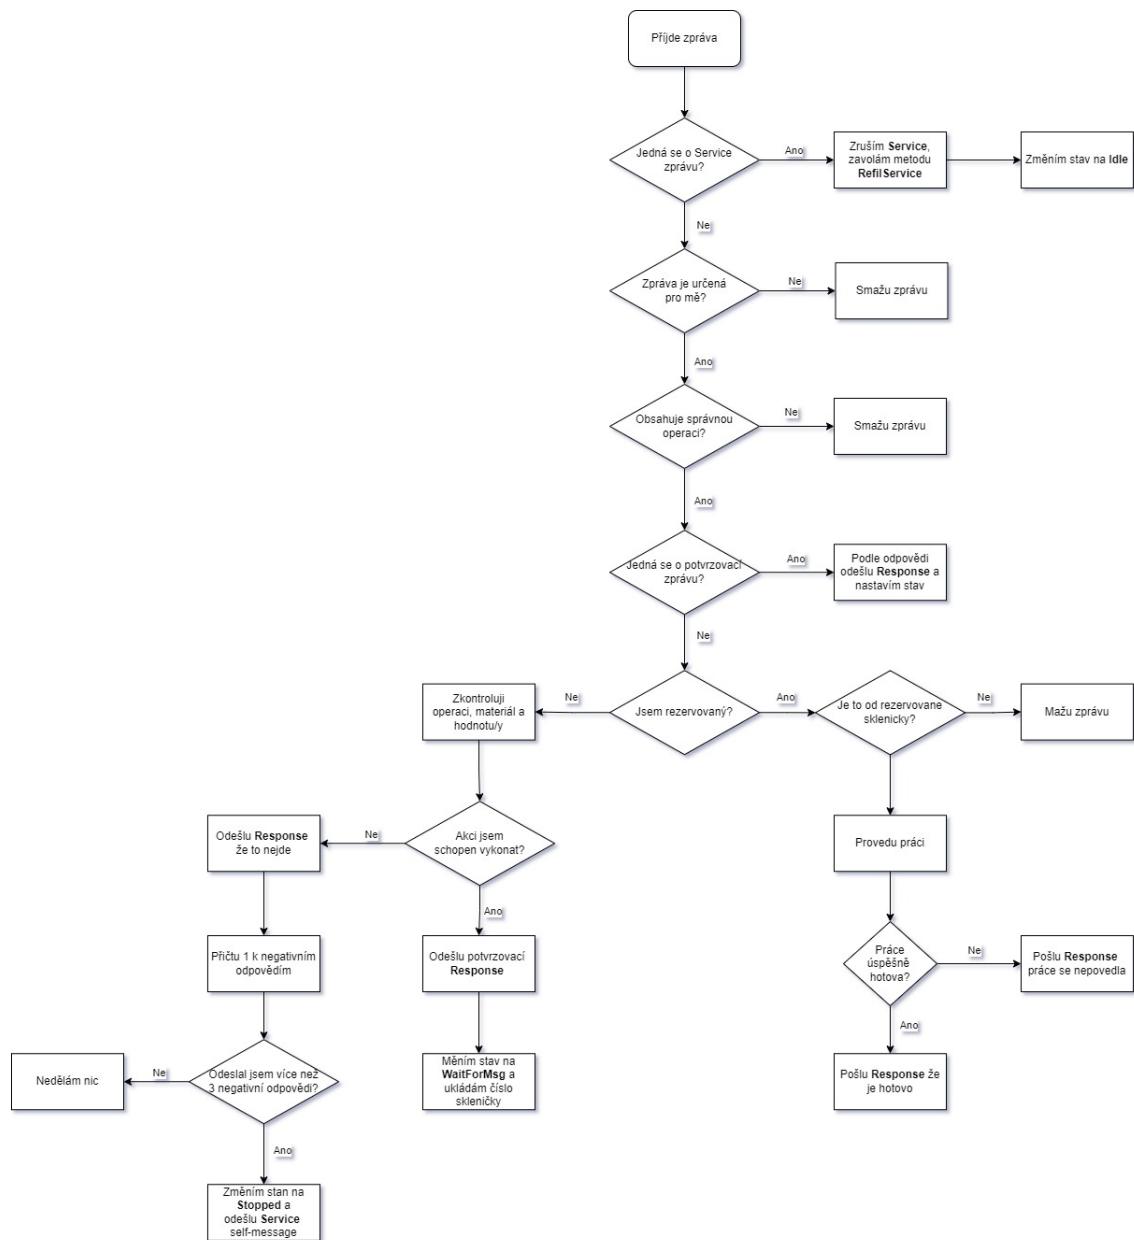 Příjde zpráva
Jedná se o Service
zprávu?
Ano
Zruším Service,
zavolám metodu
RefilService
Změním stav na Idle
Ne
Zpráva je určená
pro mě?
Ne
Smažu zprávu
Ano
Obsahuje správnou
operaci?
Ne
Smažu zprávu
Ano
Jedná se o potvrzovací
zprávu?
Ano
Podle odpovědi
odešlu Response a
nastavím stav
Ne
Zkontroluji
operaci, materiál a
hodnotu/y
Ne
Jsem rezervovaný?
Ano
Je to od rezervovane
sklenicky?
Ne
Mažu zprávu
Odešlu Response
že to nejde
Ne
Akci jsem
schopen vykonat?
Provedu práci
Ano
Přičtu 1 k negativním
odpovědím
Odešlu potvrzovací
Response
Práce
úspěšně
hotova?
Ne
Pošlu Response
práce se nepovedla
Ano
Nedělám nic
Ne
Odeslal jsem více než
3 negativní odpovědi?
Měním stav na
WaitForMsg a
ukládám číslo
skleničky
Pošlu Response že
je hotovo
Ano
Změním stan na
Stopped a
odešlu Service
self-message